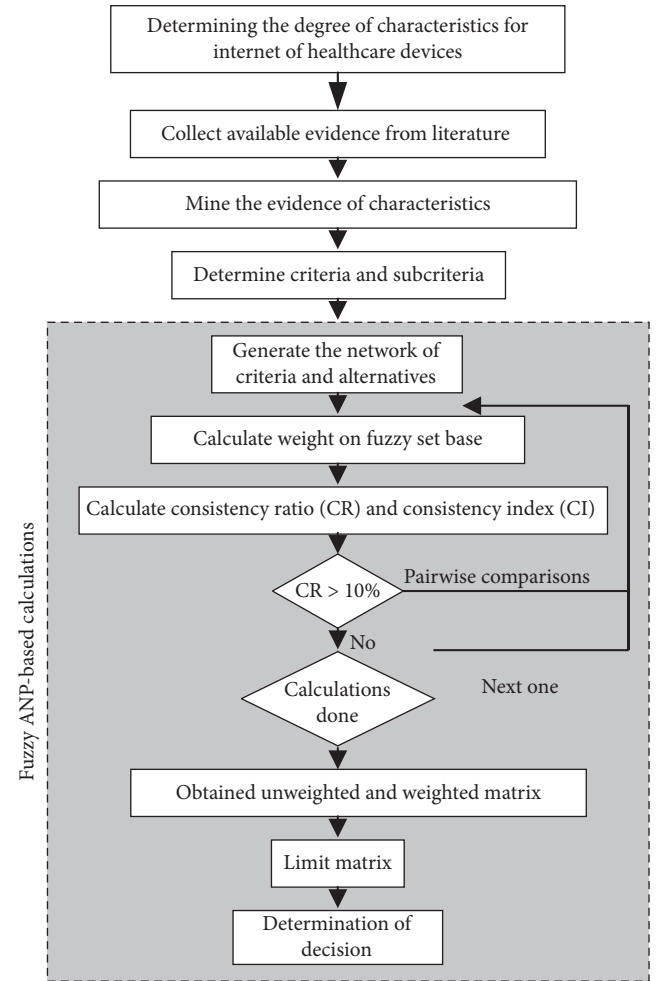 Determining the degree of characteristics for
internet of healthcare devices
Collect available evidence from literature
Mine the evidence of characteristics
Determine criteria and subcriteria
Fuzzy ANP-based calculations
Generate the network of
criteria and alternatives
Calculate weight on fuzzy set base
Calculate consistency ratio (CR) and consistency index (CI)
CR > 10%
Pairwise comparisons
No
Calculations
done
Next one
Obtained unweighted and weighted matrix
Limit matrix
Determination of
decision